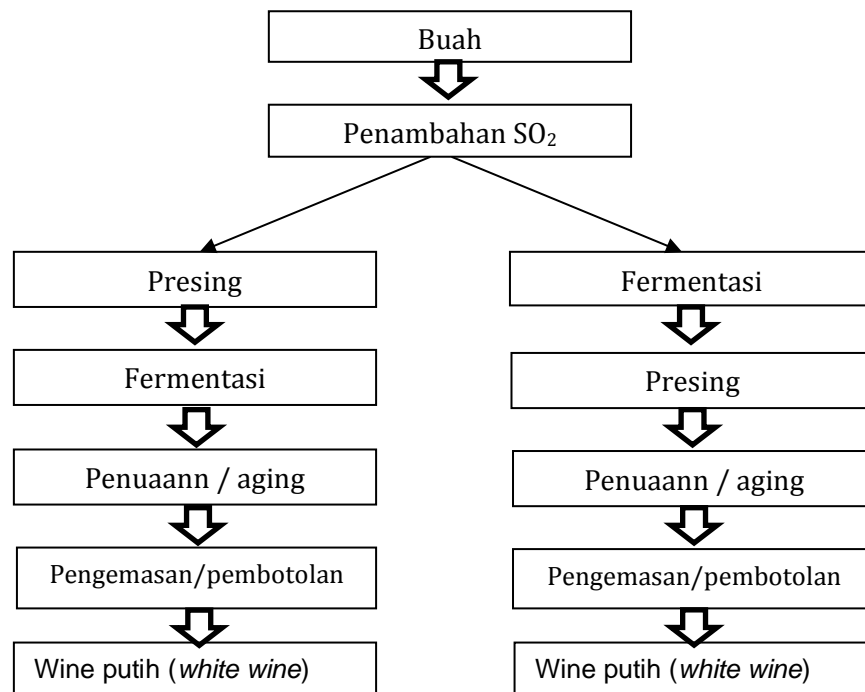 Buah
Penambahan SO₂
Presing
Fermentasi
Fermentasi
Presing
Penuaann / aging
Penuaann / aging
Pengemasan/pembotolan
Pengemasan/pembotolan
Wine putih (white wine)
Wine putih (white wine)